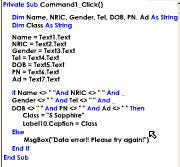 Private Sub Command1_Click()
Dim Name, NRIC, Gender, Tel, DOB, PN, Ad As String
Dim Class As String
Name = Text1.Text
NRIC = Text2.Text
Gender = Text3.Text
Tel = Text4.Text
DOB = Text5.Text
PN = Text6.Text
Ad = Text7.Text
If Name <> ""And NRIC <> "" And _
Gender <> "" And Tel <> "" And _
DOB <> "" And PN <> "" And Ad <> "" Then
Class = "5 Sapphire"
Label10.Caption = Class
Else
MsgBox("Data error!! Please try again!")
End If
End Sub